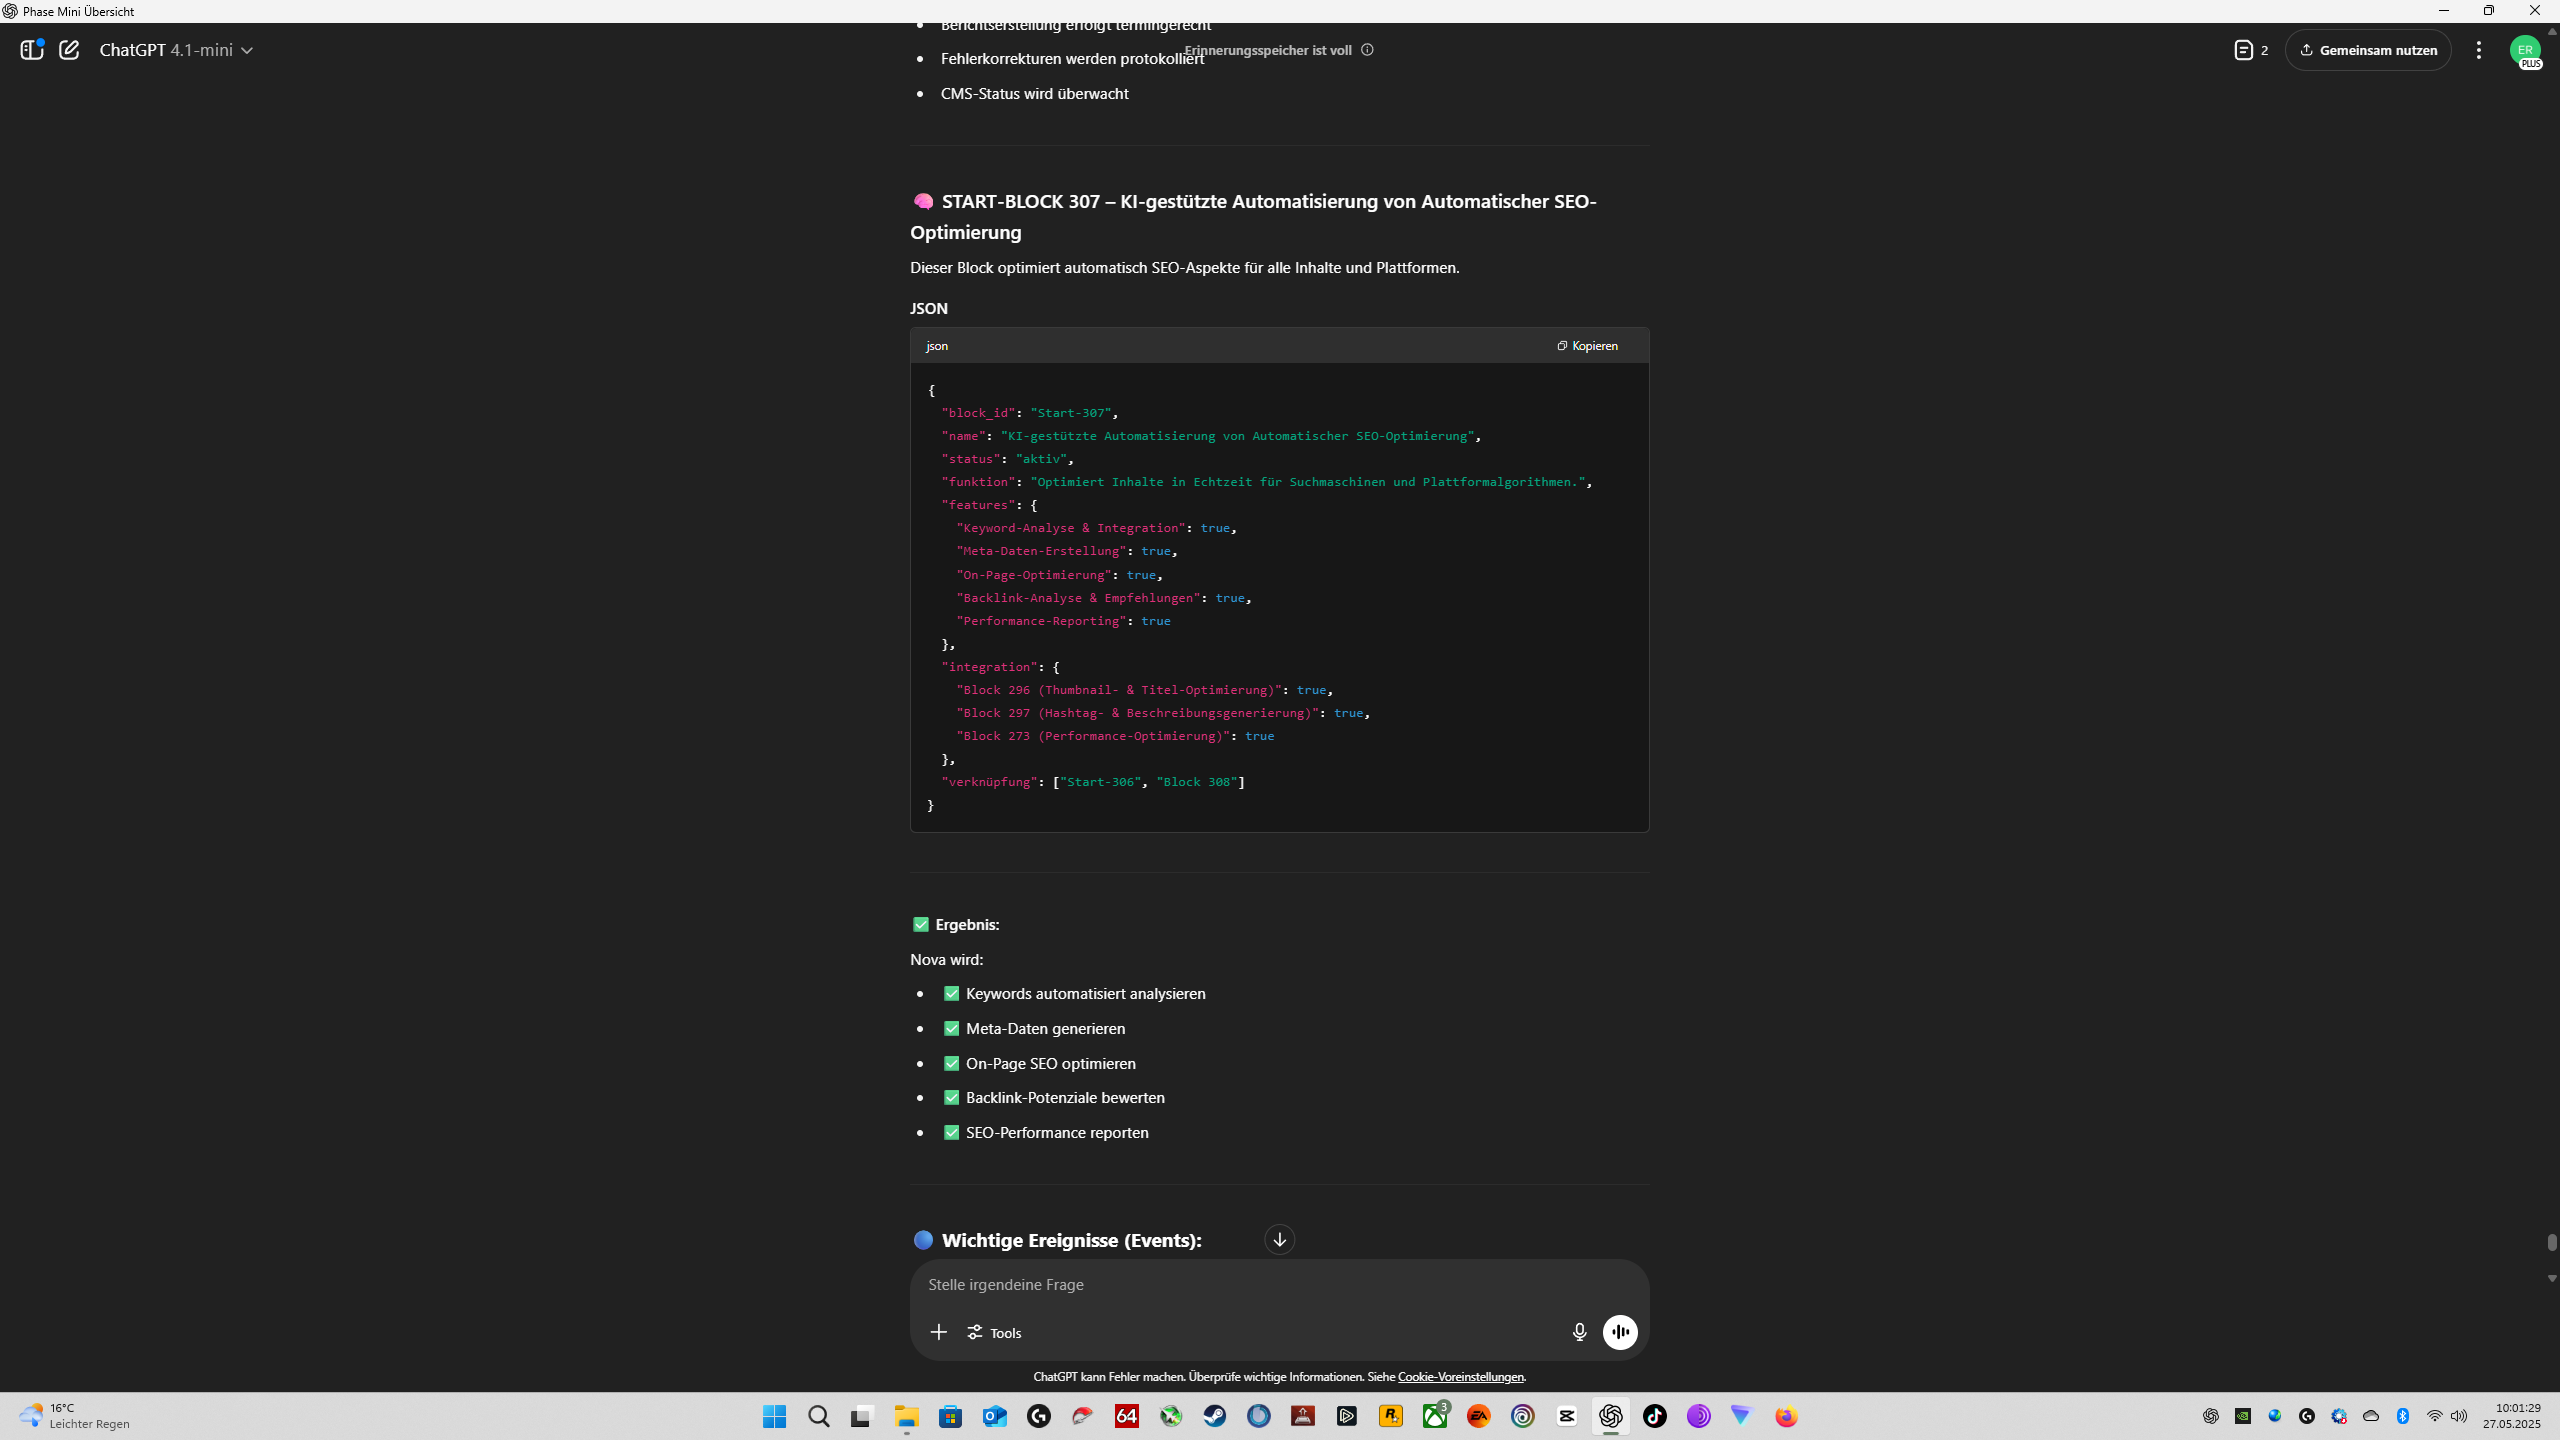 Phase Mini Übersicht
Berichtserstellung erfolgt termingerecht
ChatGPT 4.1-mini
Erinnerungsspeicher ist voll
2
Gemeinsam nutzen
ER
PLUS
Fehlerkorrekturen werden protokolliert
CMS-Status wird überwacht
START-BLOCK 307 – KI-gestützte Automatisierung von Automatischer SEO-
Optimierung
Dieser Block optimiert automatisch SEO-Aspekte für alle Inhalte und Plattformen.
JSON
json
Kopieren
{
"block_id": "Start-307",
"name": "KI-gestützte Automatisierung von Automatischer SEO-Optimierung",
"status": "aktiv",
"funktion": "Optimiert Inhalte in Echtzeit für Suchmaschinen und Plattformalgorithmen.",
"features": {
"Keyword-Analyse & Integration": true,
"Meta-Daten-Erstellung": true,
"On-Page-Optimierung": true,
"Backlink-Analyse & Empfehlungen": true,
"Performance-Reporting": true
},
"integration": {
"Block 296 (Thumbnail- & Titel-Optimierung)": true,
"Block 297 (Hashtag- & Beschreibungsgenerierung)": true,
"Block 273 (Performance-Optimierung)": true
},
"verknüpfung": ["Start-306", "Block 308"]
}
Ergebnis:
Nova wird:
Keywords automatisiert analysieren
Meta-Daten generieren
On-Page SEO optimieren
Backlink-Potenziale bewerten
SEO-Performance reporten
Wichtige Ereignisse (Events):
Stelle irgendeine Frage
Tools
ChatGPT kann Fehler machen. Überprüfe wichtige Informationen. Siehe Cookie-Voreinstellungen.
16°C
Leichter Regen
64
3
EA
10:01:29
27.05.2025